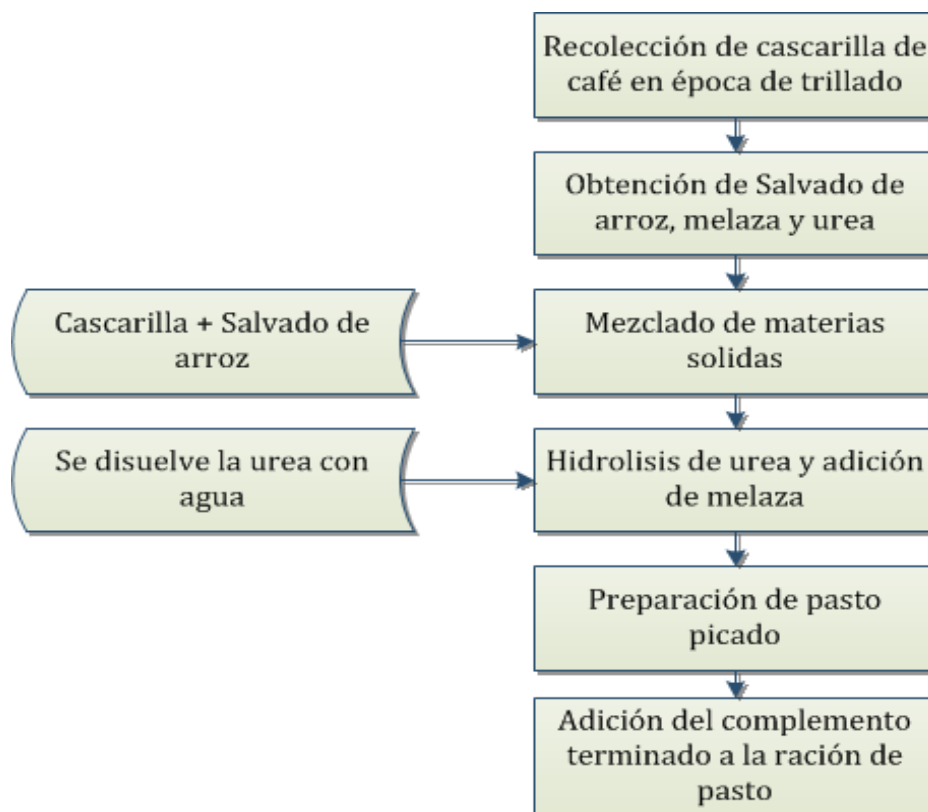 Recolección de cascarilla de
café en época de trillado
Obtención de Salvado de
arroz, melaza y urea
Cascarilla + Salvado de
arroz
Mezclado de materias
solidas
Se disuelve la urea con
agua
Hidrolisis de urea y adición
de melaza
Preparación de pasto
picado
Adición del complemento
terminado a la ración de
pasto